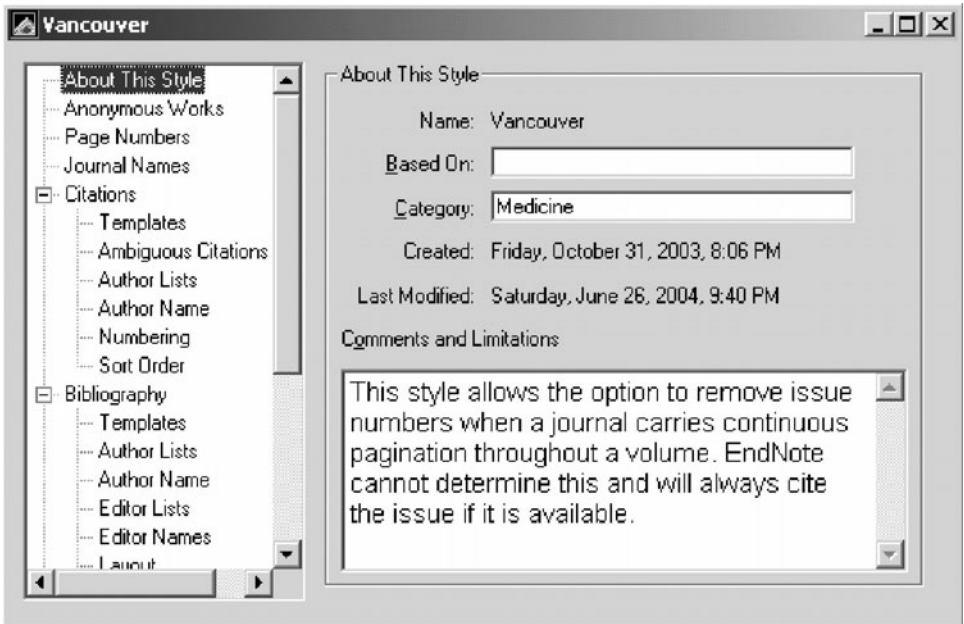 Vancouver
About This Style
Anonymous Works
Page Numbers
Journal Names
Citations
Templates
Ambiguous Citations
Author Lists
Author Name
Numbering
Sort Order
Bibliography
Templates
Author Lists
Author Name
Editor Lists
Editor Names
Layout
About This Style
Name: Vancouver
Based On:
Category: Medicine
Created: Friday, October 31, 2003, 8:06 PM
Last Modified: Saturday, June 26, 2004, 9:40 PM
Comments and Limitations
This style allows the option to remove issue
numbers when a journal carries continuous
pagination throughout a volume. EndNote
cannot determine this and will always cite
the issue if it is available.